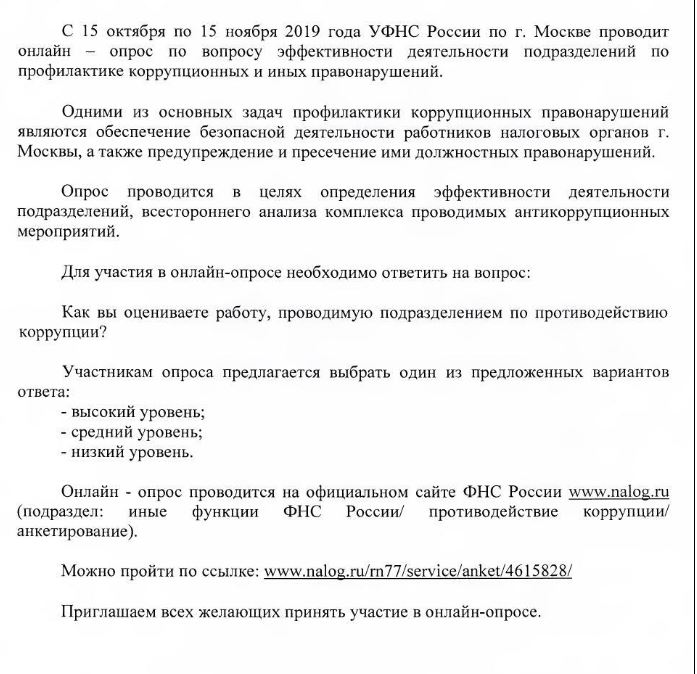 С 15 октября по 15 ноября 2019 года УФНС России по г. Москве проводит
онлайн – опрос по вопросу эффективности деятельности подразделений по
профилактике коррупционных и иных правонарушений.
Одними из основных задач профилактики коррупционных правонарушений
являются обеспечение безопасной деятельности работников налоговых органов г.
Москвы, а также предупреждение и пресечение ими должностных правонарушений.
Опрос проводится в целях определения эффективности деятельности
подразделений, всестороннего анализа комплекса проводимых антикоррупционных
мероприятий.
Для участия в онлайн-опросе необходимо ответить на вопрос:
Как вы оцениваете работу, проводимую подразделением по противодействию
коррупции?
Участникам опроса предлагается выбрать один из предложенных вариантов
ответа:
- высокий уровень;
- средний уровень;
- низкий уровень.
Онлайн - опрос проводится на официальном сайте ФНС России www.nalog.ru
(подраздел: иные функции ФНС России/ противодействие коррупции/
анкетирование).
Можно пройти по ссылке: www.nalog.ru/rn77/service/anket/4615828/
Приглашаем всех желающих принять участие в онлайн-опросе.